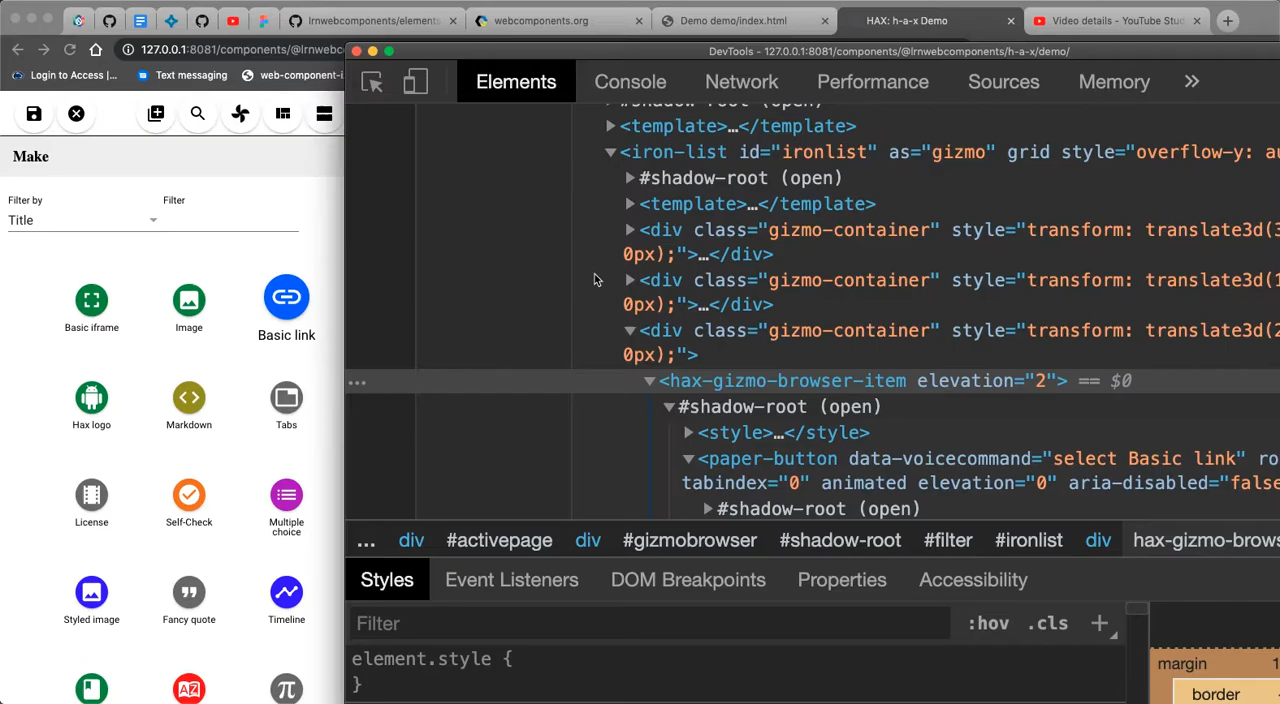 lrnwebcomponents/elements
webcomponents.org
Demo demo/index.html
HAX: h-a-x Demo
Video details - YouTube Stud
127.0.0.1:8081/components/@lrnwebco
DevTools - 127.0.0.1:8081/components/@lrnwebcomponents/h-a-x/demo/
Login to Access |...
Text messaging
web-component-i
Elements
Console
Network
Performance
Sources
Memory
Make
Filter by
Filter
Title
Basic iframe
Image
Basic link
Hax logo
Markdown
Tabs
License
Self-Check
Multiple
choice
Styled image
Fancy quote
Timeline
#shadow-root (open)
<template>…</template>
<iron-list id="ironlist" as="gizmo" grid style="overflow-y: au
#shadow-root (open)
<template>…</template>
<div class="gizmo-container" style="transform: translate3d(3
0px);">…</div>
<div class="gizmo-container" style="transform: translate3d(1
0px);">…</div>
<div class="gizmo-container" style="transform: translate3d(2
0px);">
... <hax-gizmo-browser-item elevation="2"> == $0
#shadow-root (open)
<style>…</style>
<paper-button data-voicecommand="select Basic link" ro
tabindex="0" animated elevation="0" aria-disabled="false
#shadow-root (open)
... div #activepage div #gizmobrowser #shadow-root #filter #ironlist div hax-gizmo-brows
Styles
Event Listeners
DOM Breakpoints
Properties
Accessibility
Filter
:hov .cls +
element.style {
}
margin 1
border